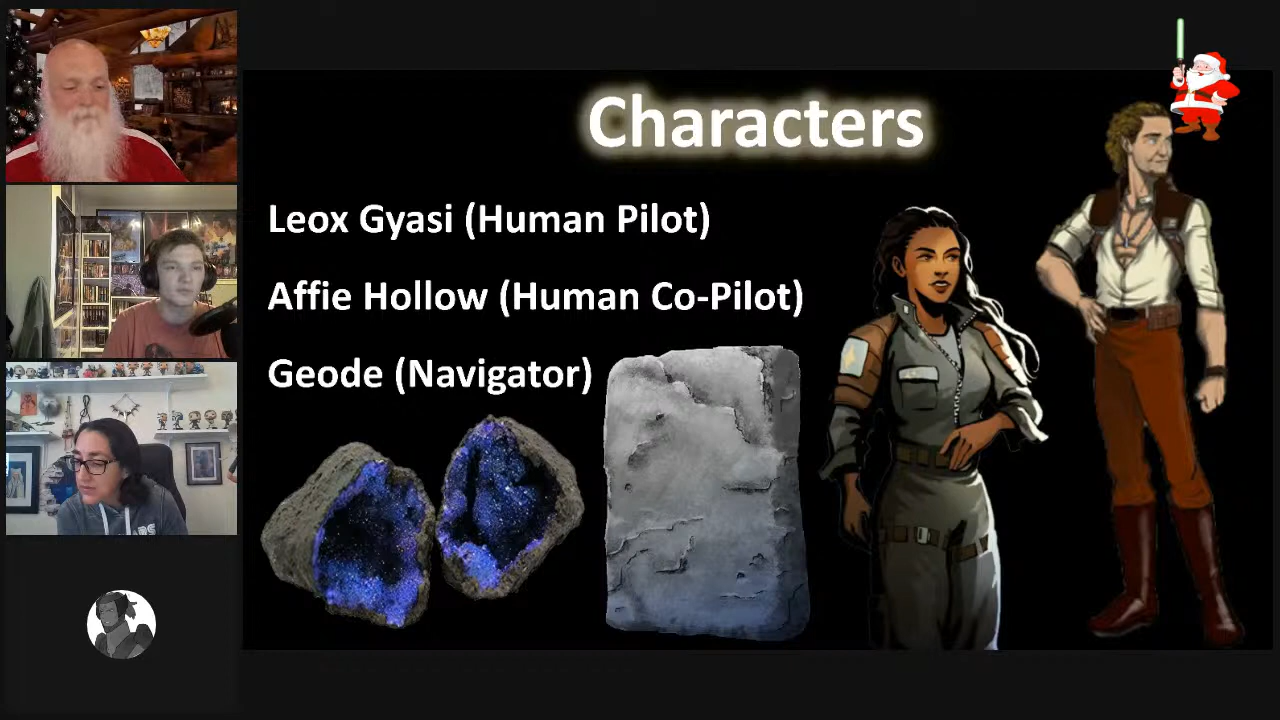 Characters
Leox Gyasi (Human Pilot)
Affie Hollow (Human Co-Pilot)
Geode (Navigator)